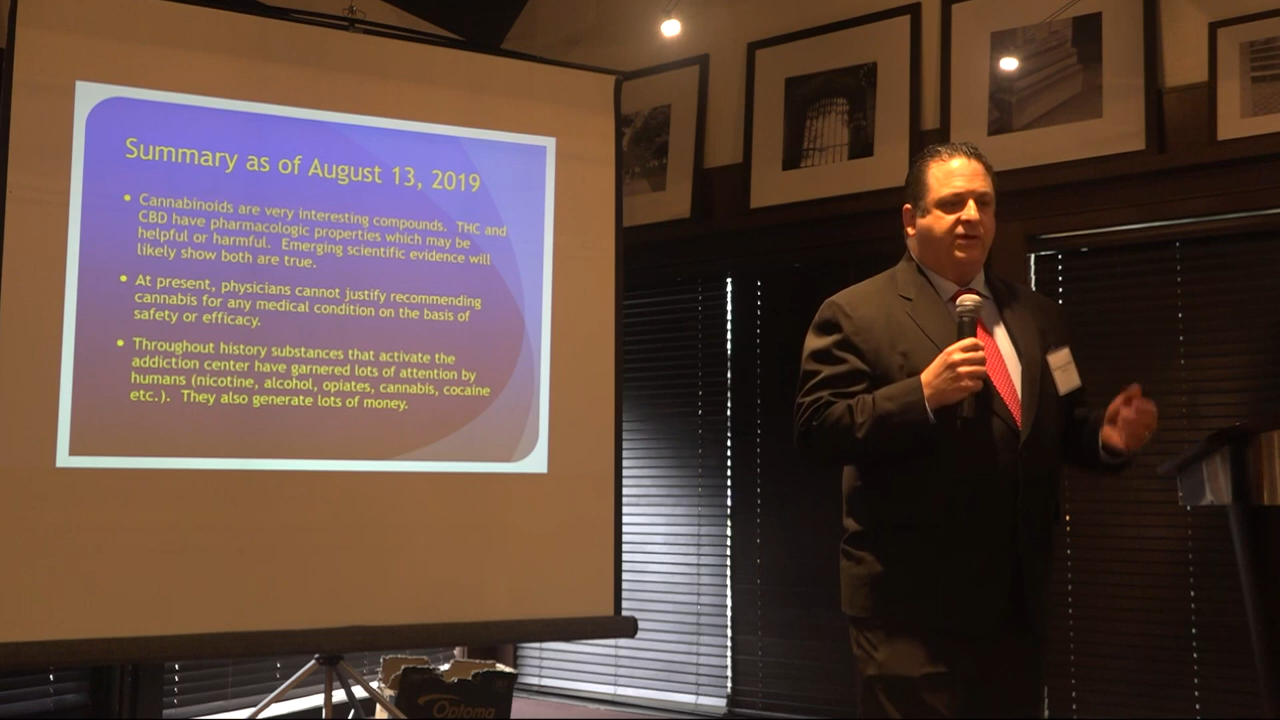 Summary as of August 13, 2019
• Cannabinoids are very interesting compounds. THC and
CBD have pharmacologic properties which may be
helpful or harmful. Emerging scientific evidence will
likely show both are true.
• At present, physicians cannot justify recommending
cannabis for any medical condition on the basis of
safety or efficacy.
• Throughout history substances that activate the
addiction center have garnered lots of attention by
humans (nicotine, alcohol, opiates, cannabis, cocaine
etc.). They also generate lots of money.
Optoma